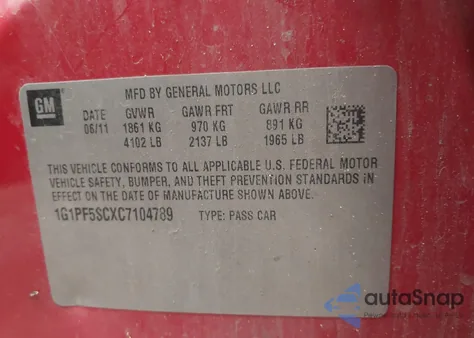 MFD BY GENERAL MOTORS LLC
GM
DATE GVWR GAWR FRT GAWR RR
06/11 1861 KG 970 KG 891 KG
4102 LB 2137 LB 1965 LB
THIS VEHICLE CONFORMS TO ALL APPLICABLE U.S. FEDERAL MOTOR
VEHICLE SAFETY, BUMPER, AND THEFT PREVENTION STANDARDS IN
EFFECT ON THE DATE OF MANUFACTURE SHOWN ABOVE.
1G1PF5SCXC7104789 TYPE: PASS CAR
autoSnap